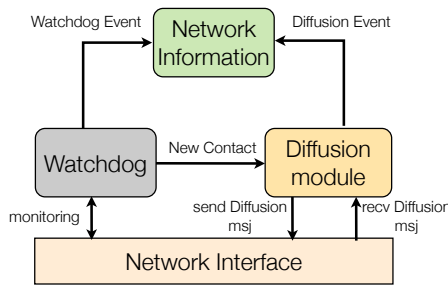 Watchdog Event
Network
Information
Diffusion Event
Watchdog
New Contact
Diffusion
module
monitoring
send Diffusion
msj
recv Diffusion
msj
Network Interface